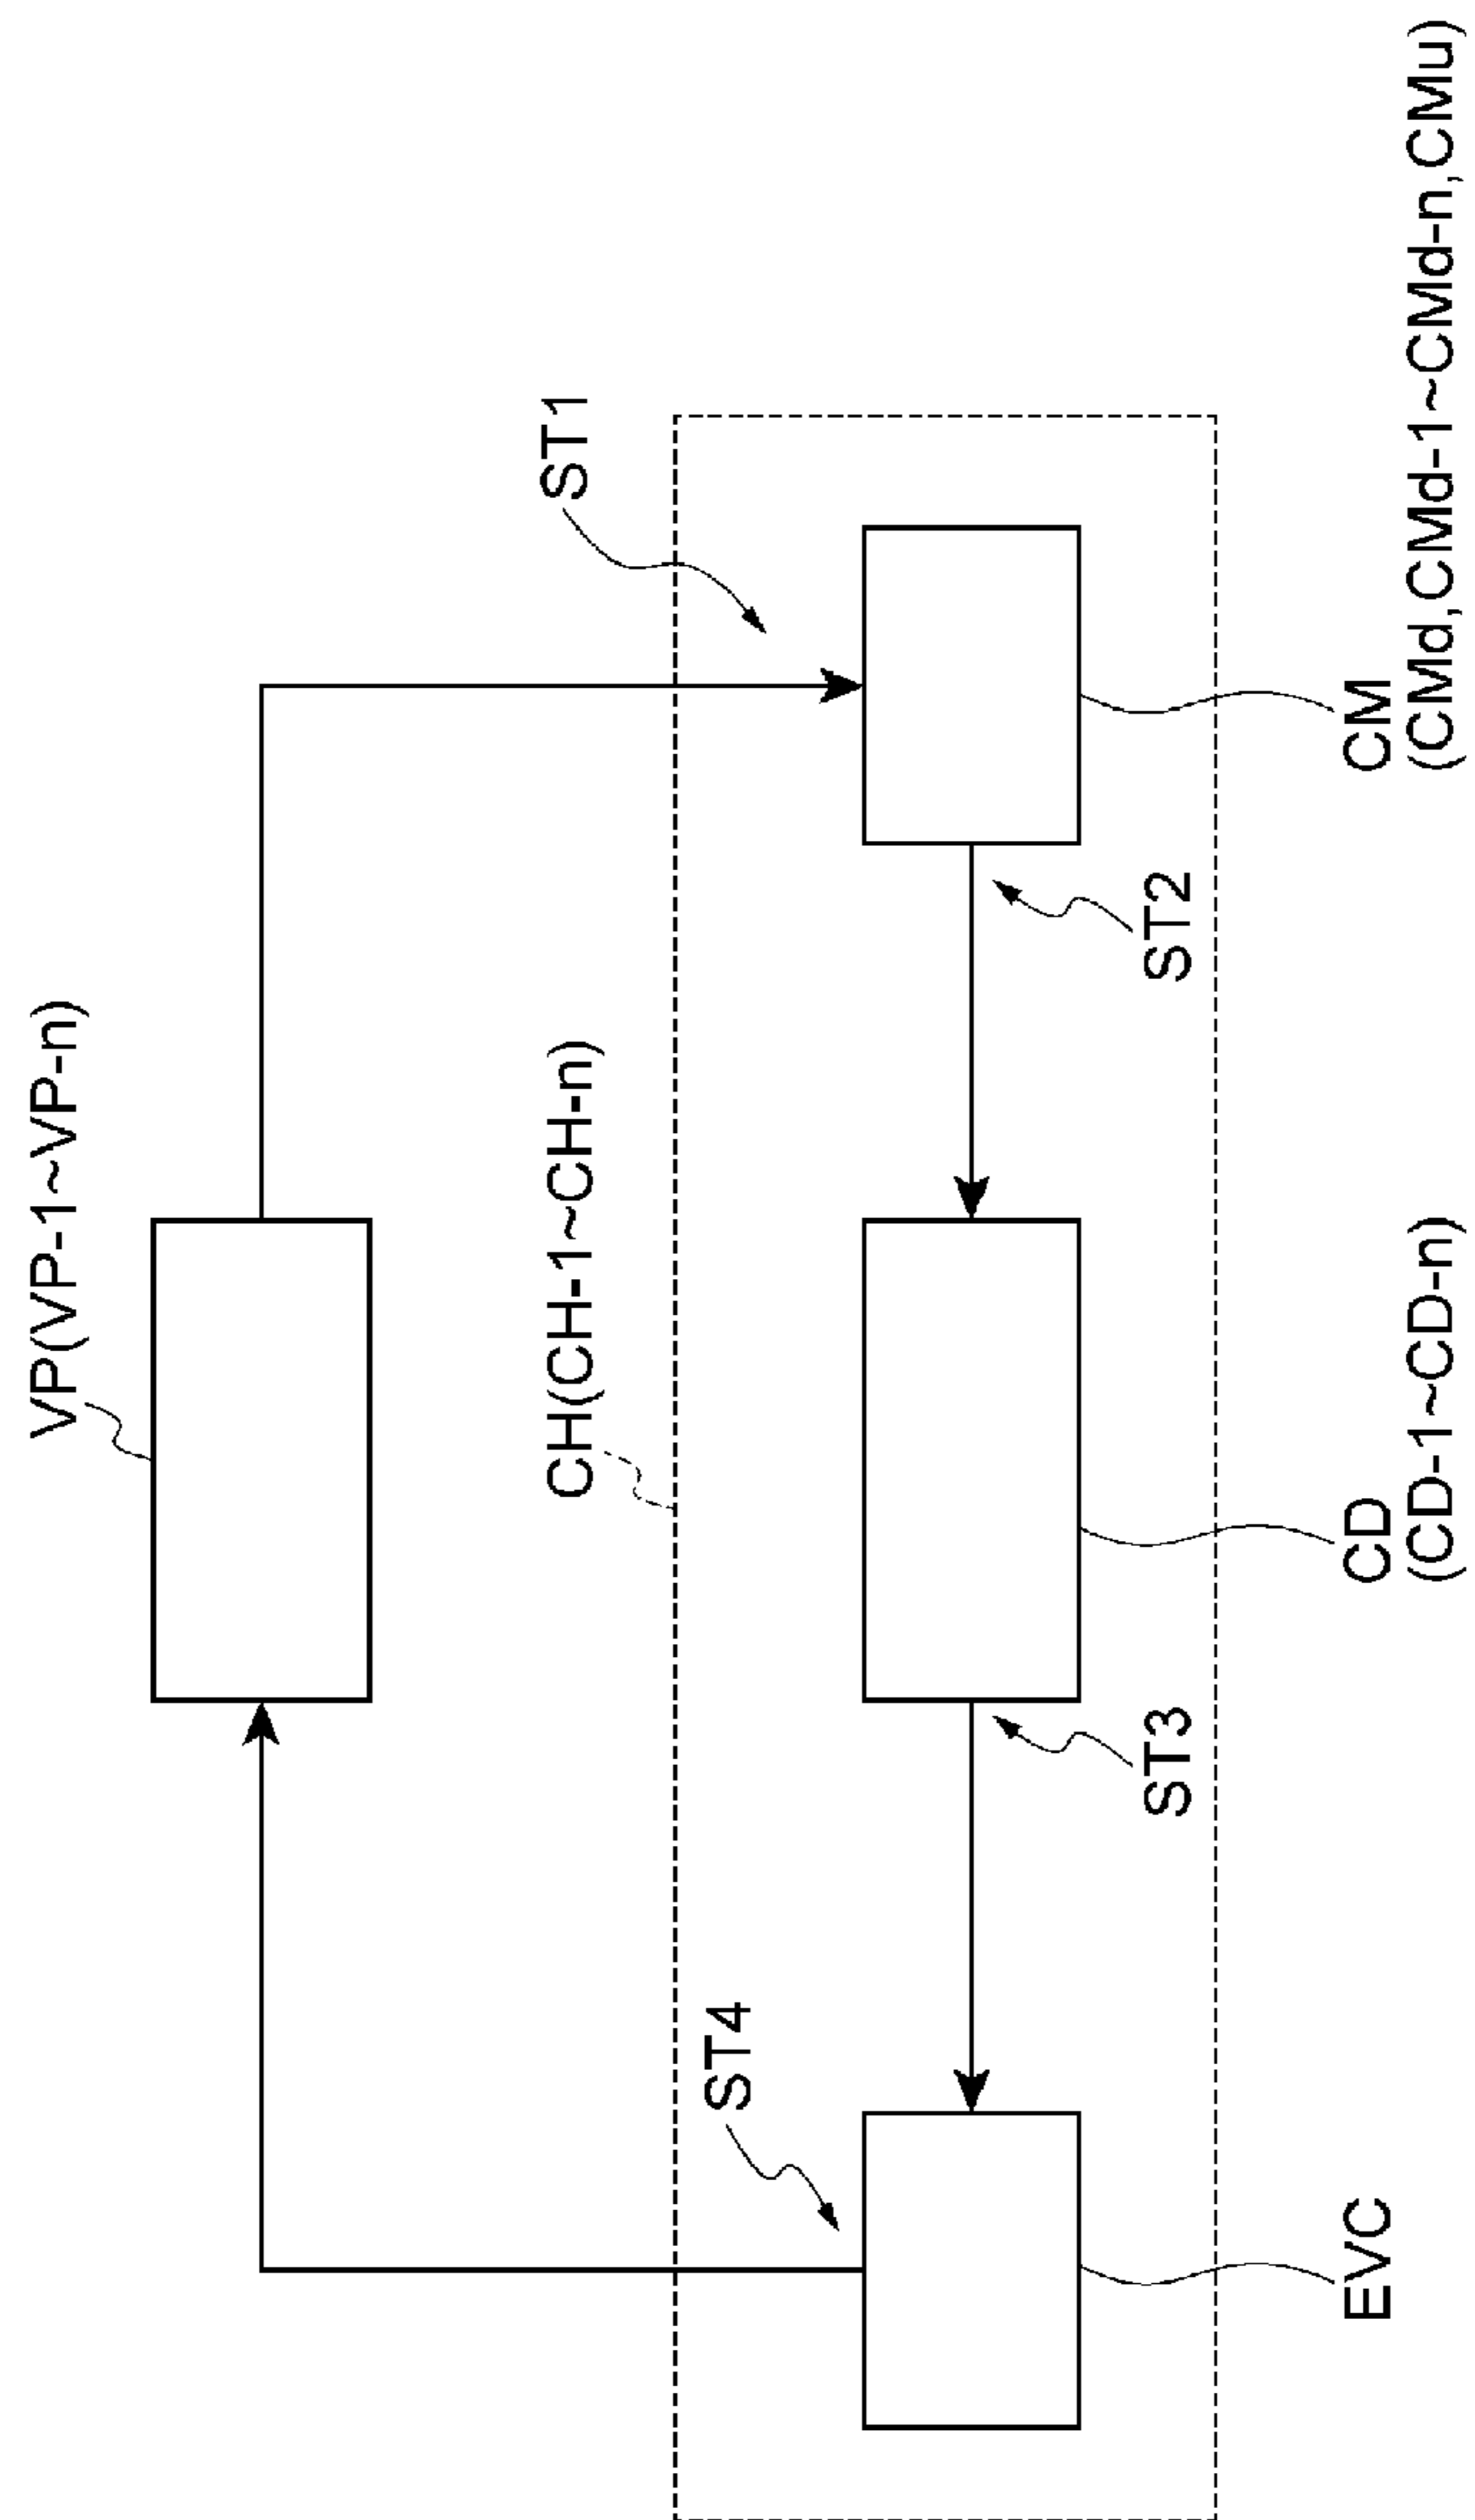 VP(VP-1~VP-n)
CH(CH-1~CH-n)
ST1
ST4
ST3
ST2
EVC
CD
(CD-1~CD-n)
CM
(CMd,CMd-1~CMd-n,CMu)